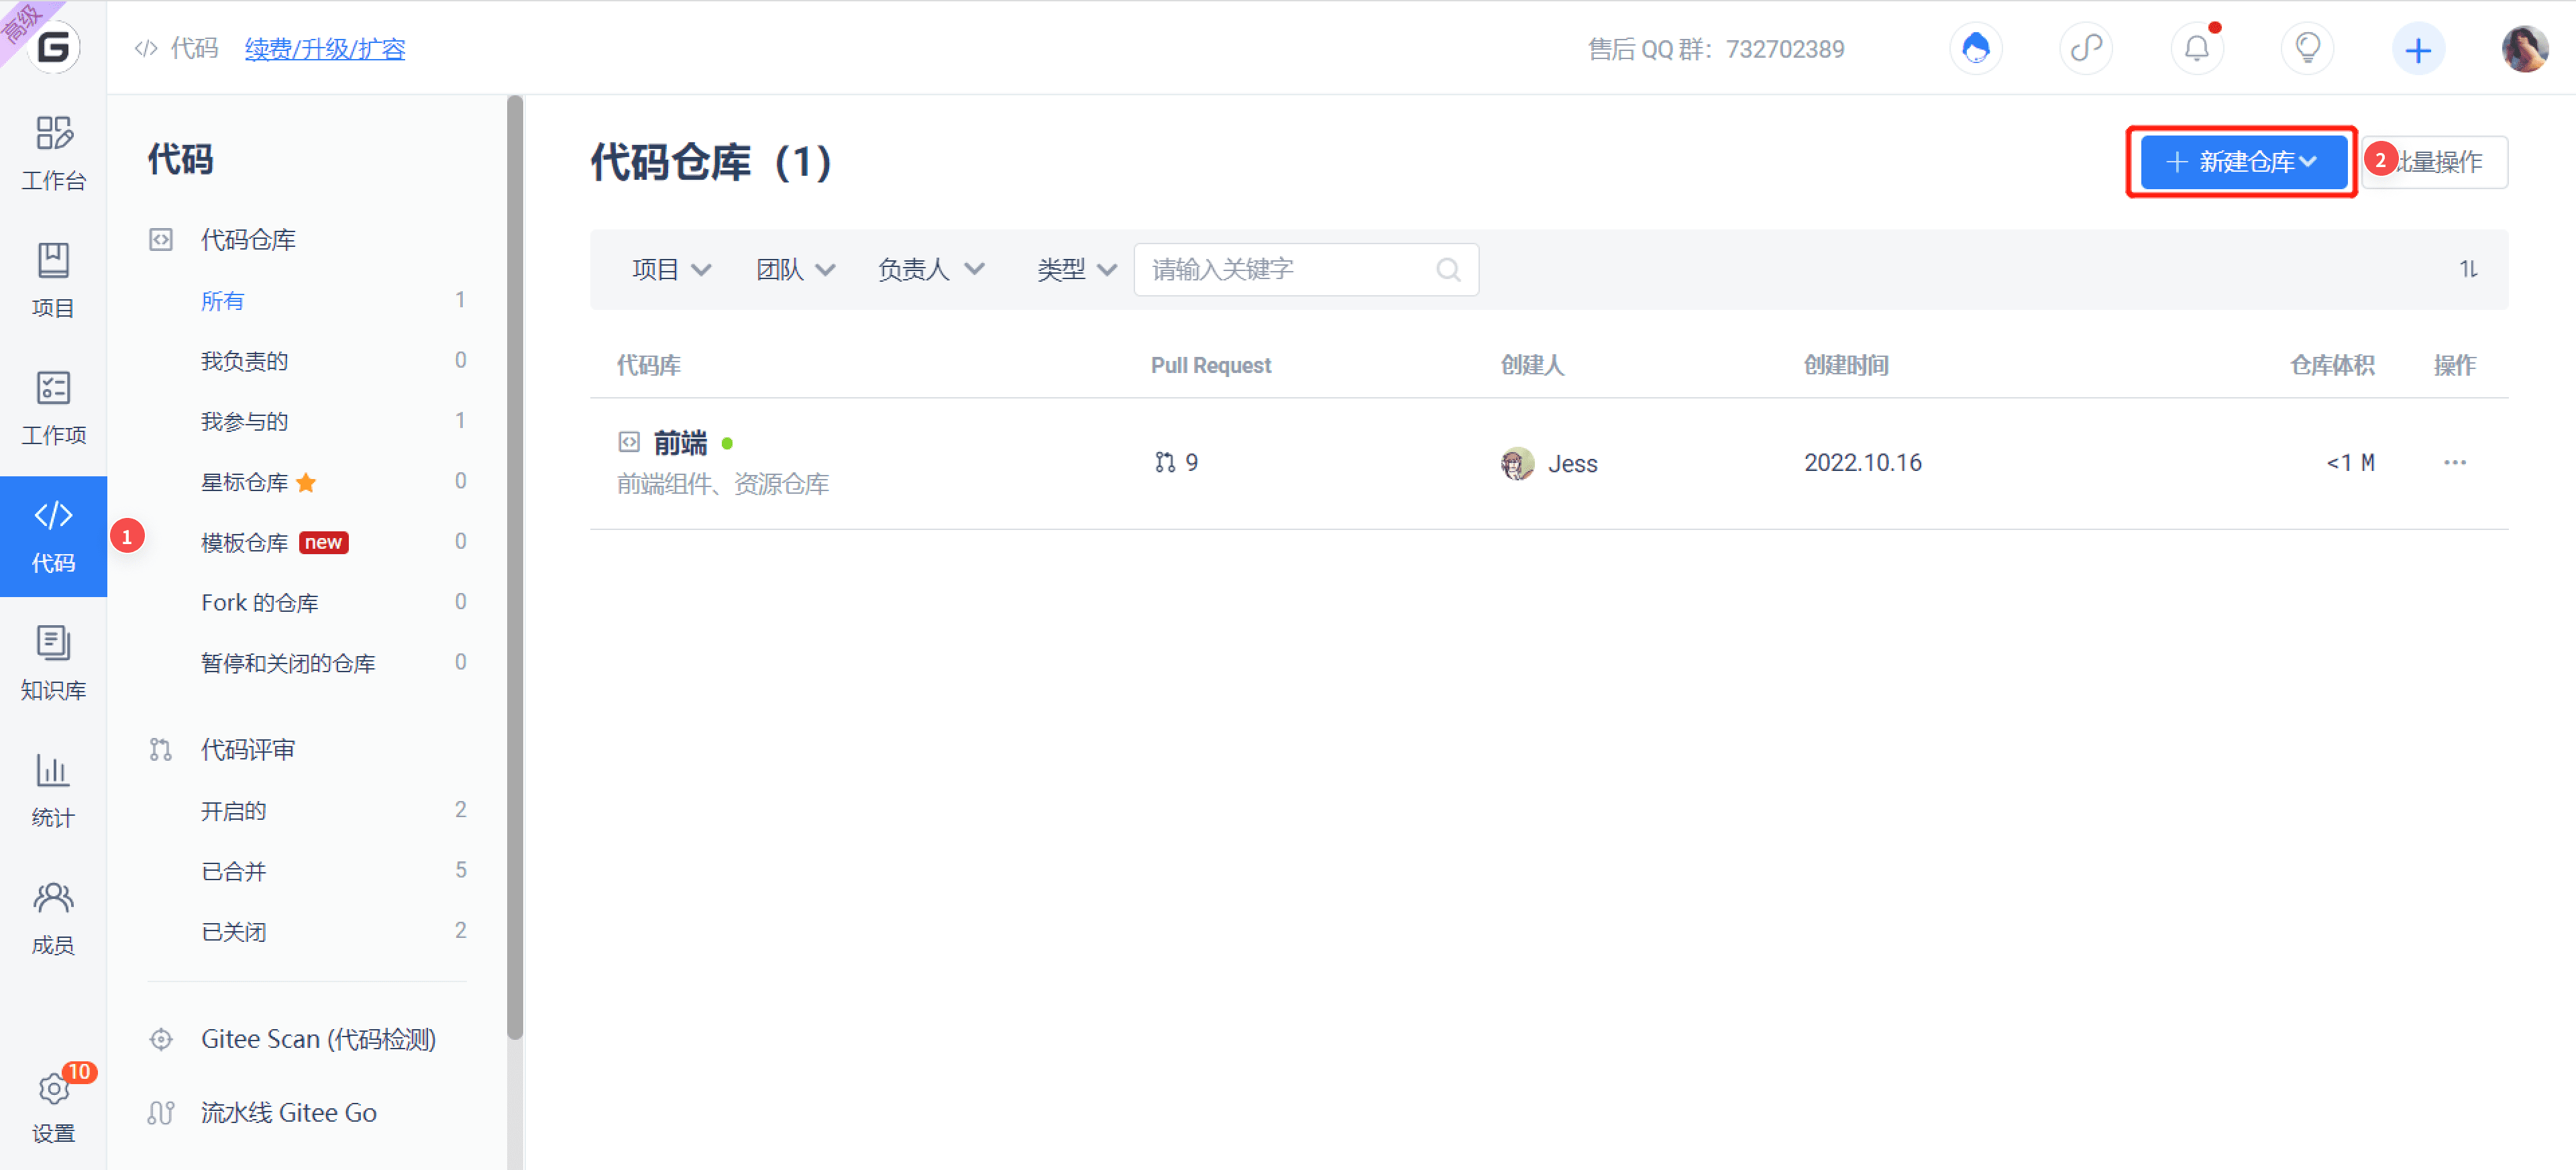 高级
代码 续费/升级/扩容
售后 QQ 群：732702389
工作台
项目
工作项
代码
1
知识库
统计
成员
10
设置
代码
代码仓库
所有 1
我负责的 0
我参与的 1
星标仓库 0
模板仓库 new 0
Fork 的仓库 0
暂停和关闭的仓库 0
代码评审
开启的 2
已合并 5
已关闭 2
Gitee Scan (代码检测)
流水线 Gitee Go
代码仓库（1）
新建仓库 2 批量操作
项目 团队 负责人 类型 请输入关键字
代码库 Pull Request 创建人 创建时间 仓库体积 操作
前端
前端组件、资源仓库
9 Jess 2022.10.16 <1 M